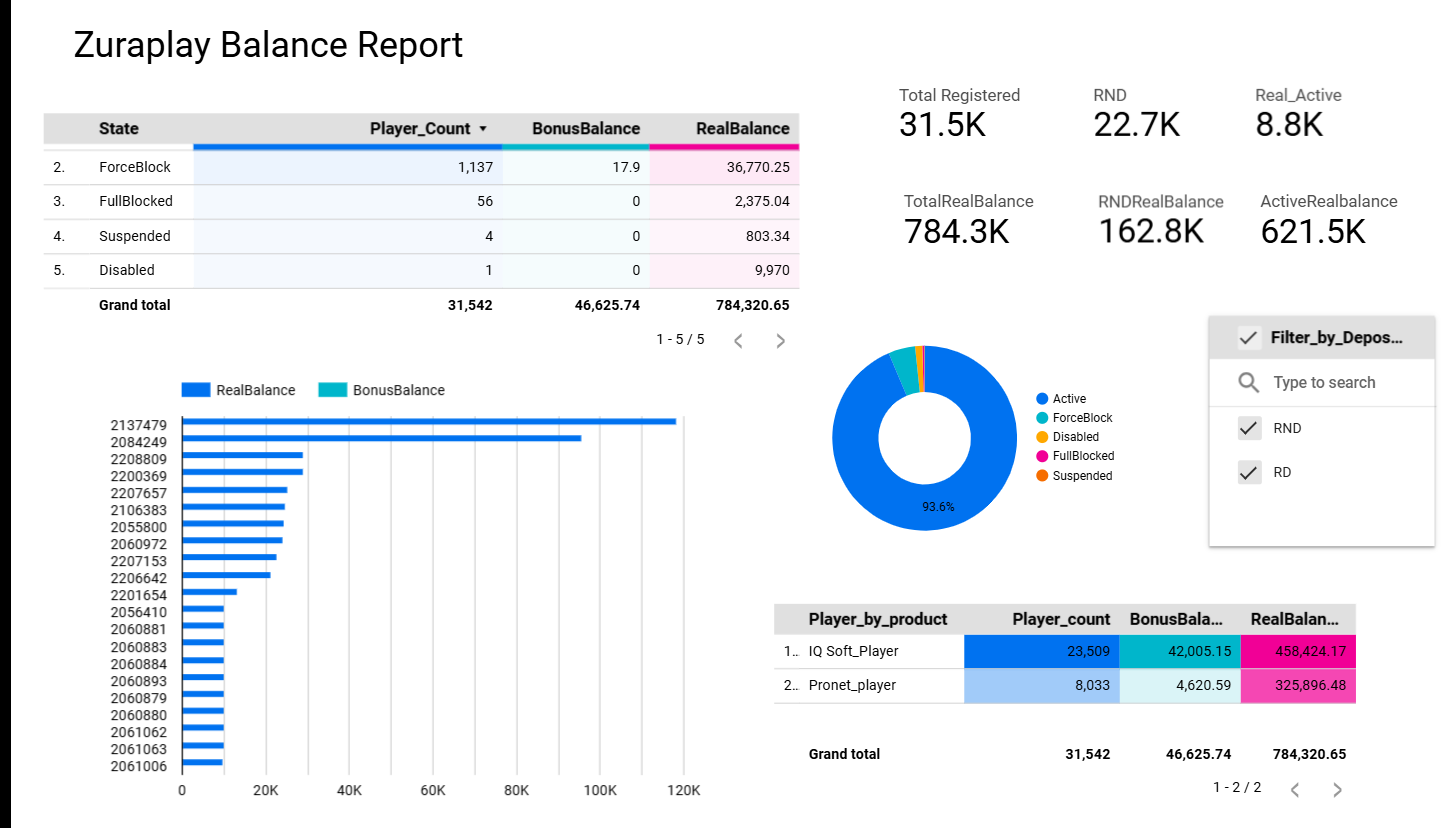 Zuraplay Balance Report
Total Registered RND Real_Active
31.5K 22.7K 8.8K
State Player_Count BonusBalance RealBalance
2. ForceBlock 1,137 17.9 36,770.25
3. FullBlocked 56 0 2,375.04
4. Suspended 4 0 803.34
5. Disabled 1 0 9,970
Grand total 31,542 46,625.74 784,320.65
1 - 5 / 5
TotalRealBalance RNDRealBalance ActiveRealbalance
784.3K 162.8K 621.5K
Filter_by_Depos...
Type to search
RND
RD
RealBalance BonusBalance
2137479
2084249
2208809
2200369
2207657
2106383
2055800
2060972
2207153
2206642
2201654
2056410
2060881
2060883
2060884
2060893
2060879
2060880
2061062
2061063
2061006
0 20K 40K 60K 80K 100K 120K
93.6%
Active
ForceBlock
Disabled
FullBlocked
Suspended
Player_by_product Player_count BonusBala... RealBalan...
1.. IQ Soft_Player 23,509 42,005.15 458,424.17
2.. Pronet_player 8,033 4,620.59 325,896.48
Grand total 31,542 46,625.74 784,320.65
1 - 2 / 2